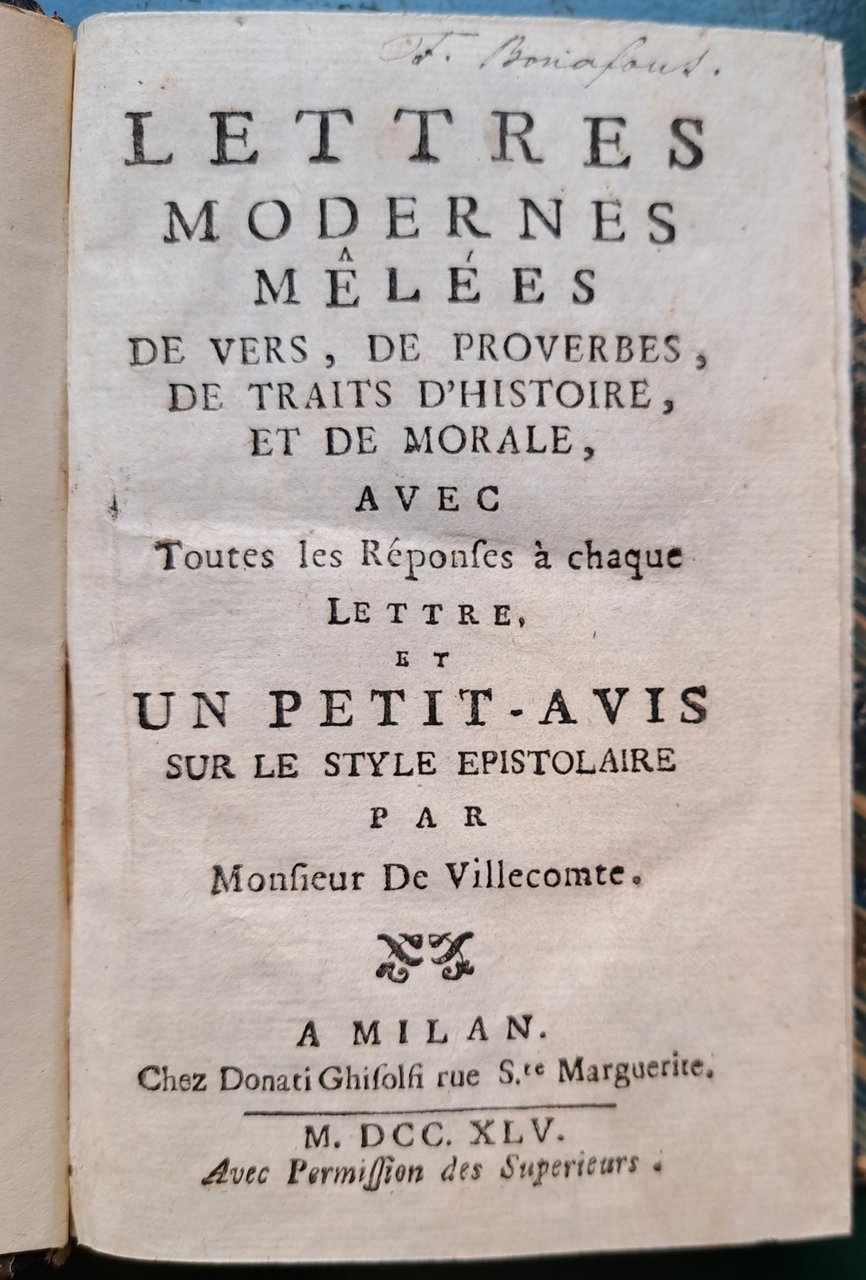 F. Bonafous.
LETTRES
MODERNES
MÊLÉES
DE VERS, DE PROVERBES,
DE TRAITS D'HISTOIRE,
ET DE MORALE,
AVEC
Toutes les Réponſes à chaque
LETTRE,
ET
UN PETIT-AVIS
SUR LE STYLE EPISTOLAIRE
PAR
Monſieur De Villecomte.
A MILAN.
Chez Donati Ghiſolfi rue S.te Marguerite.
M. DCC. XLV.
Avec Permiſſion des Superieurs.